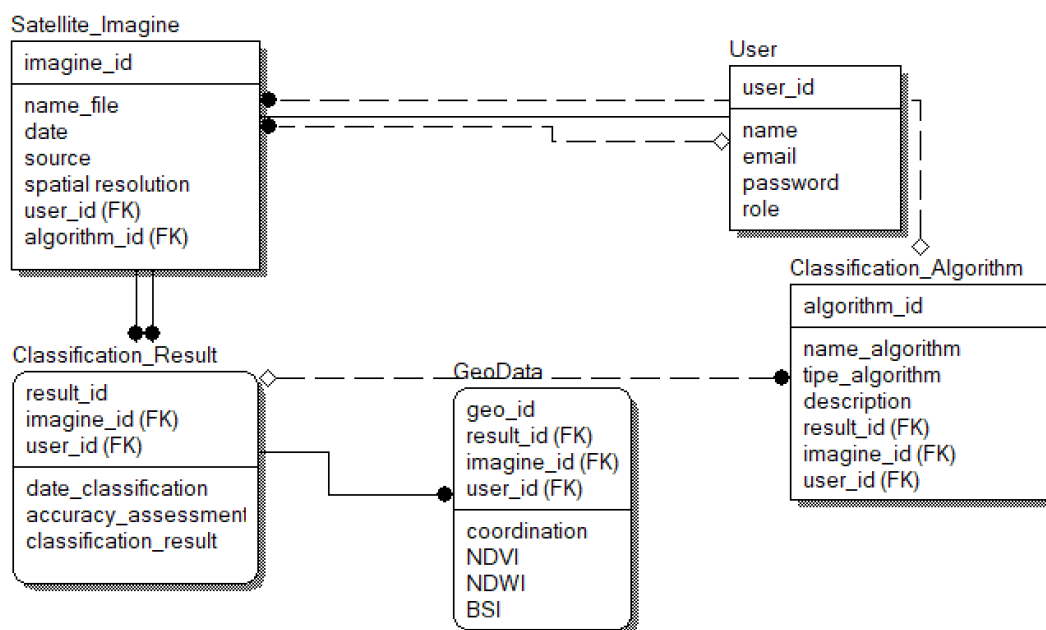 Satellite_Imagine
imagine_id
name_file
date
source
spatial resolution
user_id (FK)
algorithm_id (FK)
User
user_id
name
email
password
role
Classification_Algorithm
algorithm_id
name_algorithm
tipe_algorithm
description
result_id (FK)
imagine_id (FK)
user_id (FK)
Classification_Result
result_id
imagine_id (FK)
user_id (FK)
date_classification
accuracy_assessment
classification_result
GeoData
geo_id
result_id (FK)
imagine_id (FK)
user_id (FK)
coordination
NDVI
NDWI
BSI